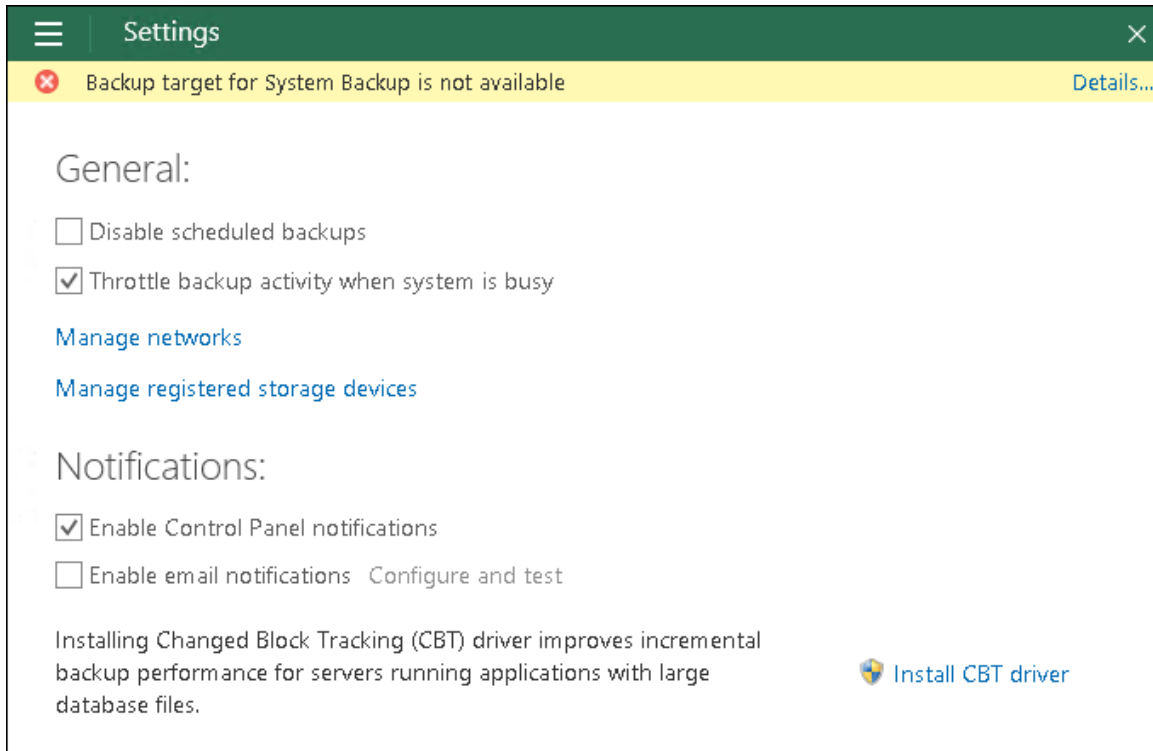 Settings
Backup target for System Backup is not available Details...
General:
Disable scheduled backups
Throttle backup activity when system is busy
Manage networks
Manage registered storage devices
Notifications:
Enable Control Panel notifications
Enable email notifications Configure and test
Installing Changed Block Tracking (CBT) driver improves incremental
backup performance for servers running applications with large
database files.
Install CBT driver